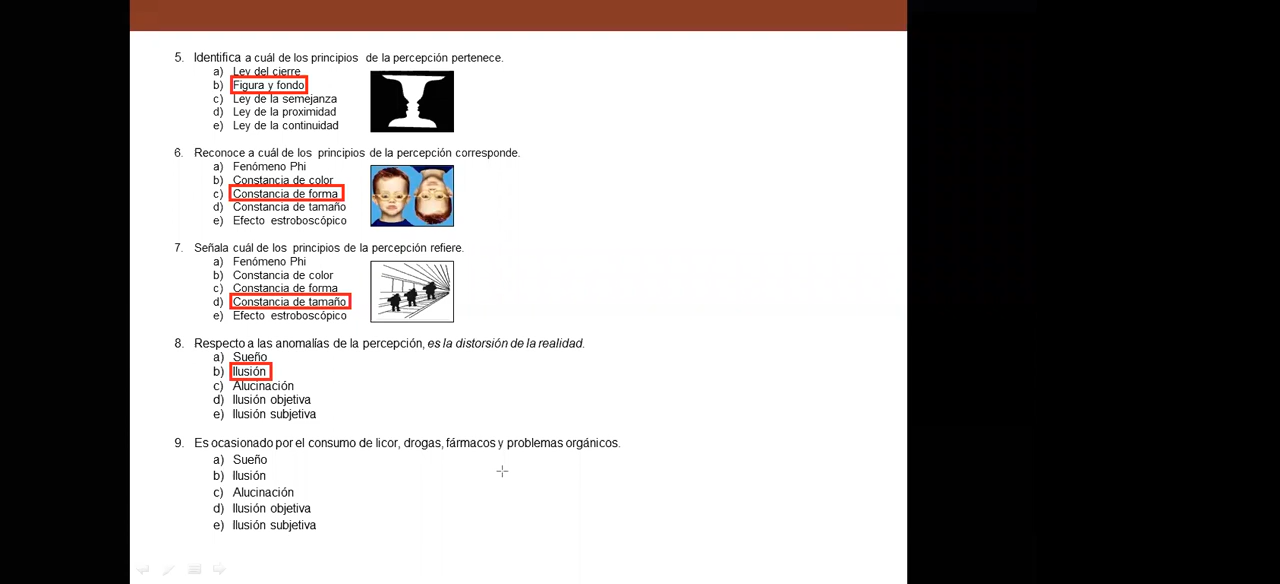 5. Identifica a cuál de los principios de la percepción pertenece.
a) Ley del cierre
b) Figura y fondo
c) Ley de la semejanza
d) Ley de la proximidad
e) Ley de la continuidad
6. Reconoce a cuál de los principios de la percepción corresponde.
a) Fenómeno Phi
b) Constancia de color
c) Constancia de forma
d) Constancia de tamaño
e) Efecto estroboscópico
7. Señala cuál de los principios de la percepción refiere.
a) Fenómeno Phi
b) Constancia de color
c) Constancia de forma
d) Constancia de tamaño
e) Efecto estroboscópico
8. Respecto a las anomalías de la percepción, es la distorsión de la realidad.
a) Sueño
b) Ilusión
c) Alucinación
d) Ilusión objetiva
e) Ilusión subjetiva
9. Es ocasionado por el consumo de licor, drogas, fármacos y problemas orgánicos.
a) Sueño
b) Ilusión
c) Alucinación
d) Ilusión objetiva
e) Ilusión subjetiva